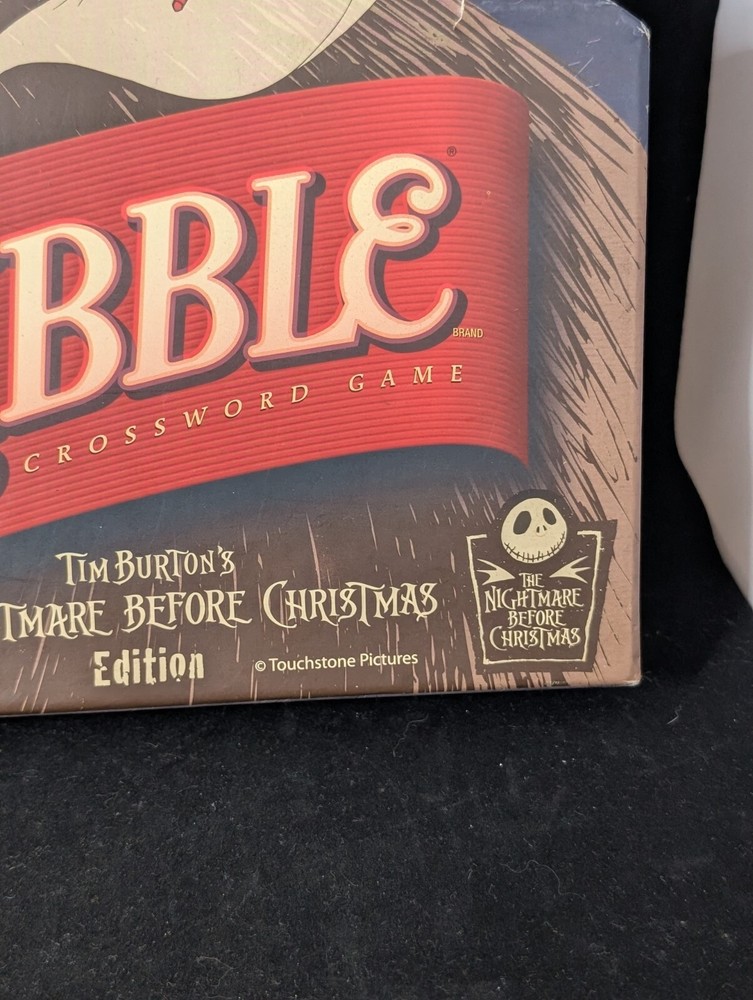 BBLE®
BRAND
CROSSWORD GAME
TIM BURTON'S
TMARE BEFORE CHRISTMAS
Edition
© Touchstone Pictures
THE
NIGHTMARE
BEFORE
CHRISTMAS